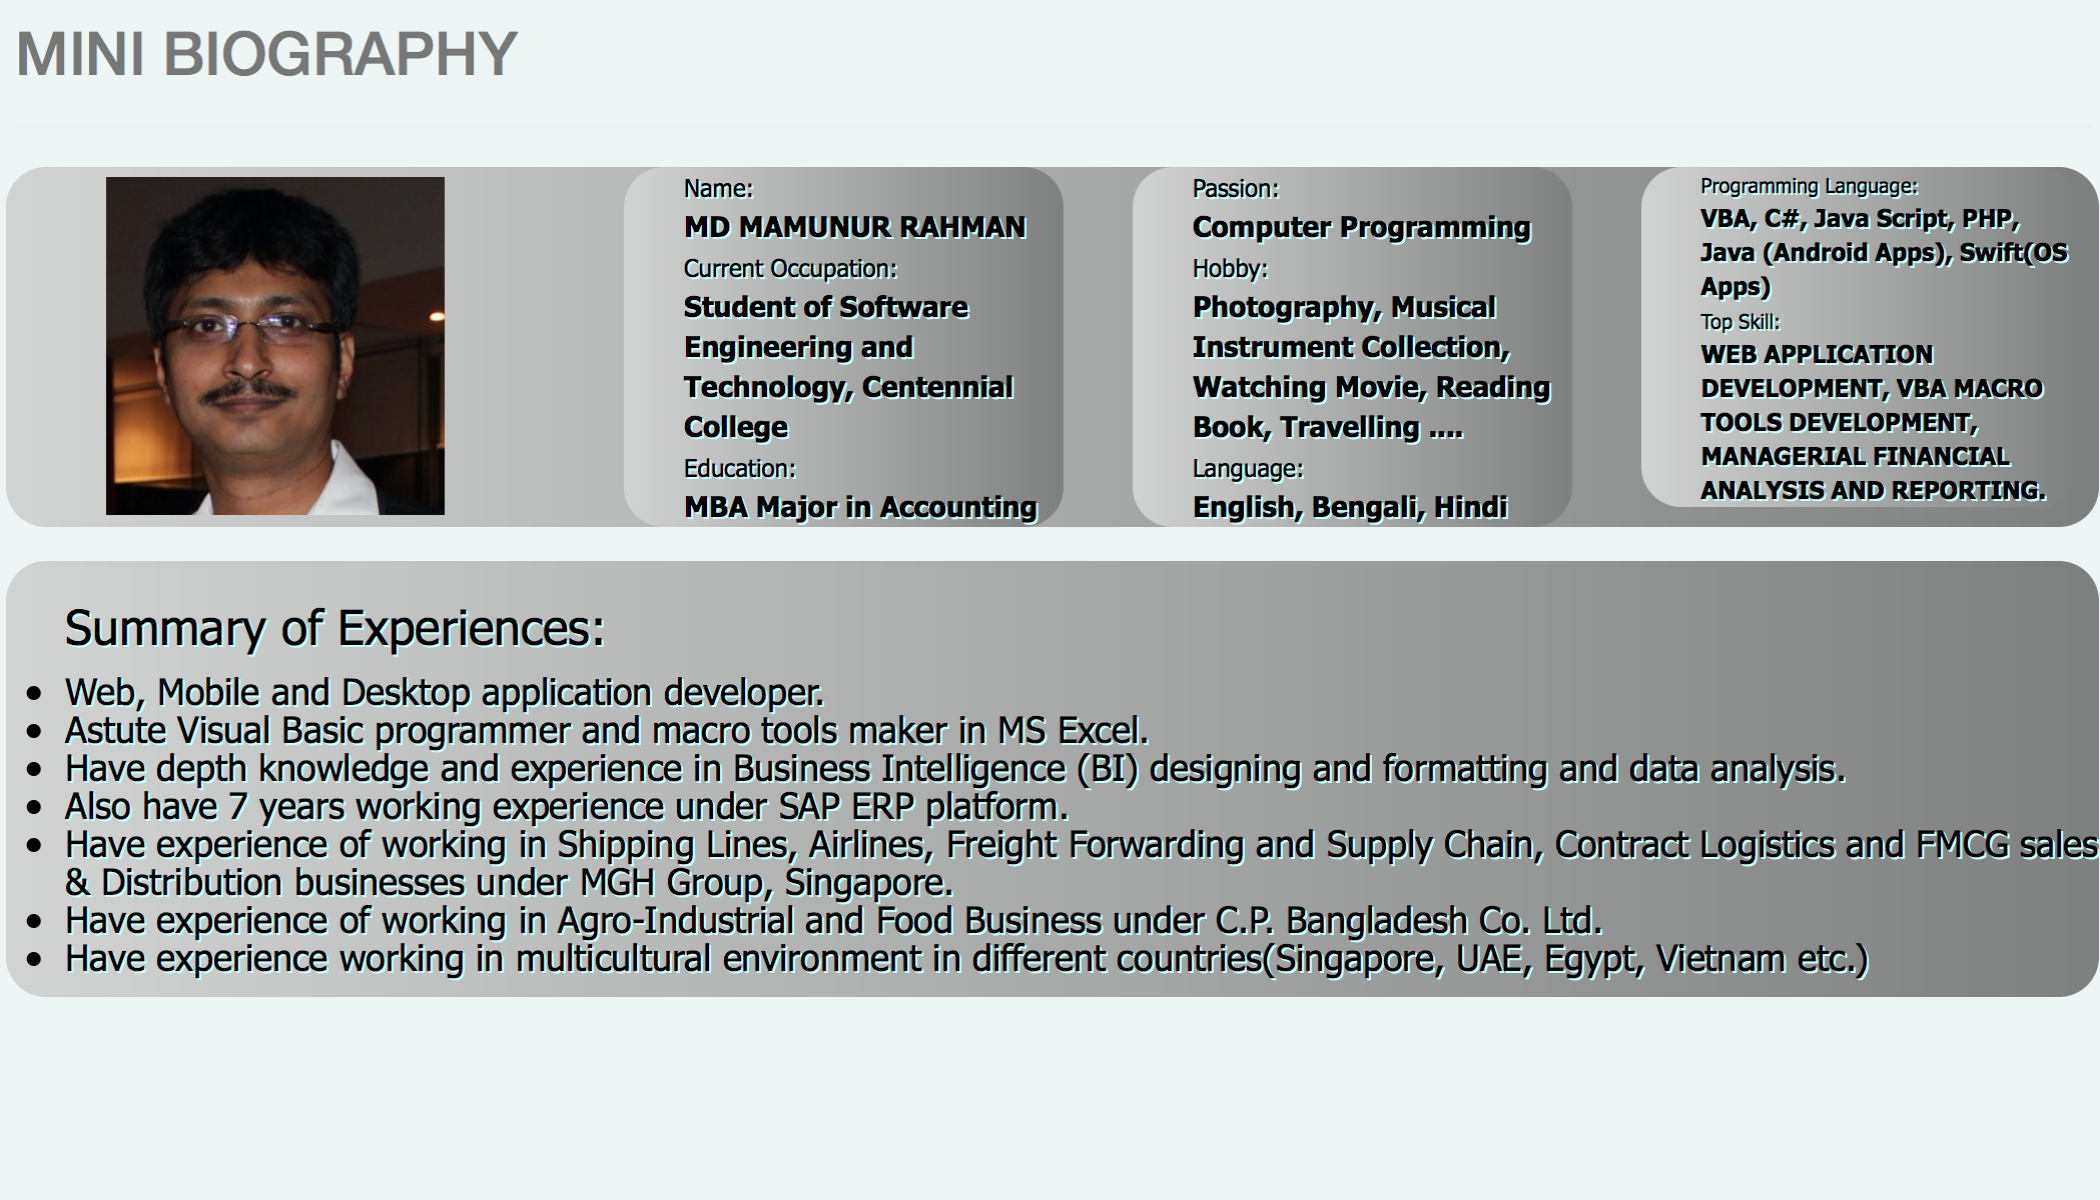 MINI BIOGRAPHY
Name:
MD MAMUNUR RAHMAN
Current Occupation:
Student of Software
Engineering and
Technology, Centennial
College
Education:
MBA Major in Accounting
Passion:
Computer Programming
Hobby:
Photography, Musical
Instrument Collection,
Watching Movie, Reading
Book, Travelling ....
Language:
English, Bengali, Hindi
Programming Language:
VBA, C#, Java Script, PHP,
Java (Android Apps), Swift(OS
Apps)
Top Skill:
WEB APPLICATION
DEVELOPMENT, VBA MACRO
TOOLS DEVELOPMENT,
MANAGERIAL FINANCIAL
ANALYSIS AND REPORTING.
Summary of Experiences:
• Web, Mobile and Desktop application developer.
• Astute Visual Basic programmer and macro tools maker in MS Excel.
• Have depth knowledge and experience in Business Intelligence (BI) designing and formatting and data analysis.
• Also have 7 years working experience under SAP ERP platform.
• Have experience of working in Shipping Lines, Airlines, Freight Forwarding and Supply Chain, Contract Logistics and FMCG sales
& Distribution businesses under MGH Group, Singapore.
• Have experience of working in Agro-Industrial and Food Business under C.P. Bangladesh Co. Ltd.
• Have experience working in multicultural environment in different countries(Singapore, UAE, Egypt, Vietnam etc.)